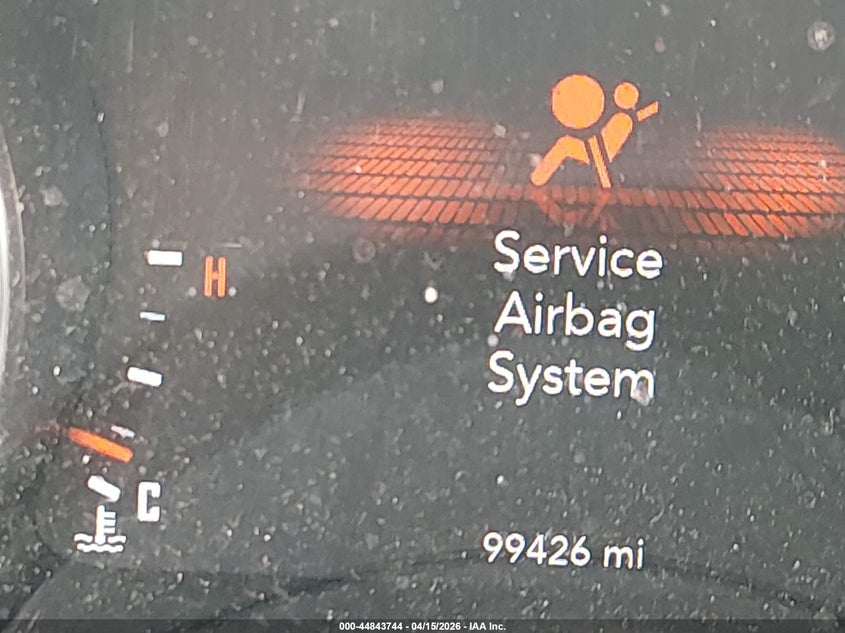 Service
Airbag
System
H
C
99426 mi
000-44843744 - 04/15/2026 - IAA Inc.